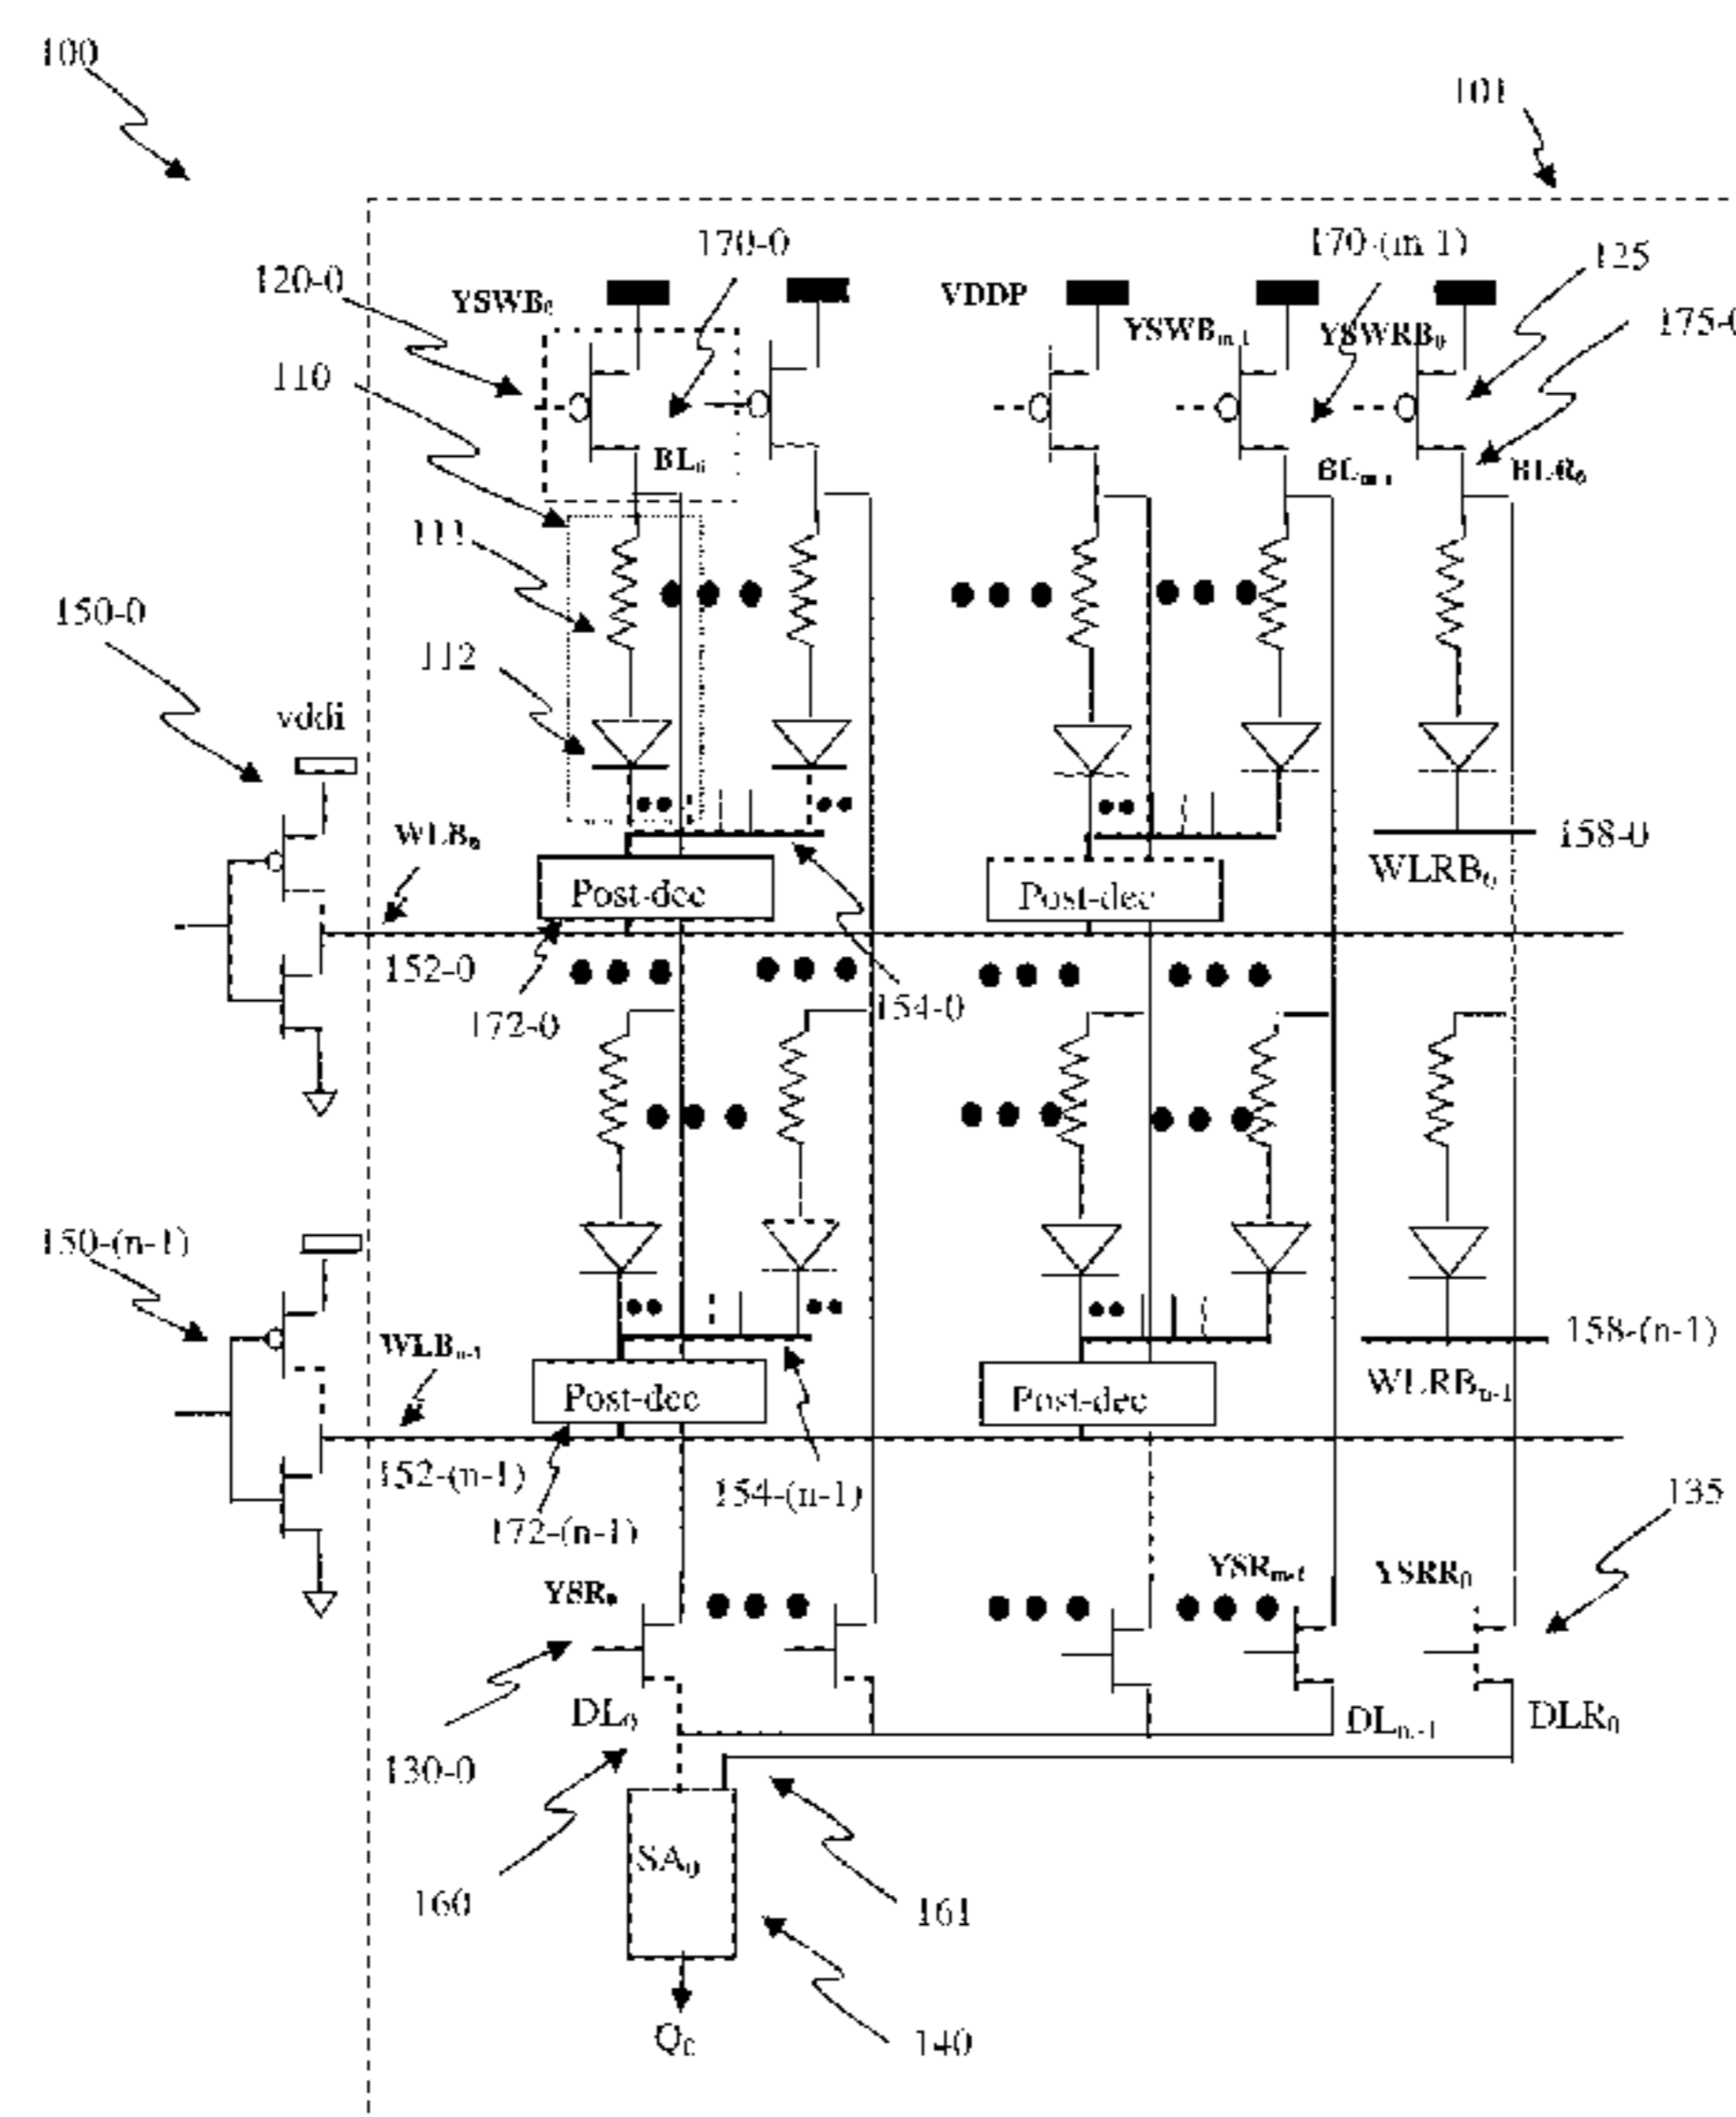 100
101
170-0
170-(m-1)
125
120-0
YSWB₀
VDDP
YSWBₘ₋₁
YSWRB₀
175-0
110
BL₀
BLₘ₋₁
BLR₀
111
150-0
112
vddi
WLB₀
158-0
WLRB₀
Post-dec
Post-dec
152-0
154-0
172-0
150-(n-1)
WLBₙ₋₁
158-(n-1)
WLRBₙ₋₁
Post-dec
Post-dec
152-(n-1)
154-(n-1)
172-(n-1)
135
YSR₀
YSRₘ₋₁
YSRR₀
DL₀
DLₘ₋₁
DLR₀
130-0
SA₀
160
161
Q₀
140